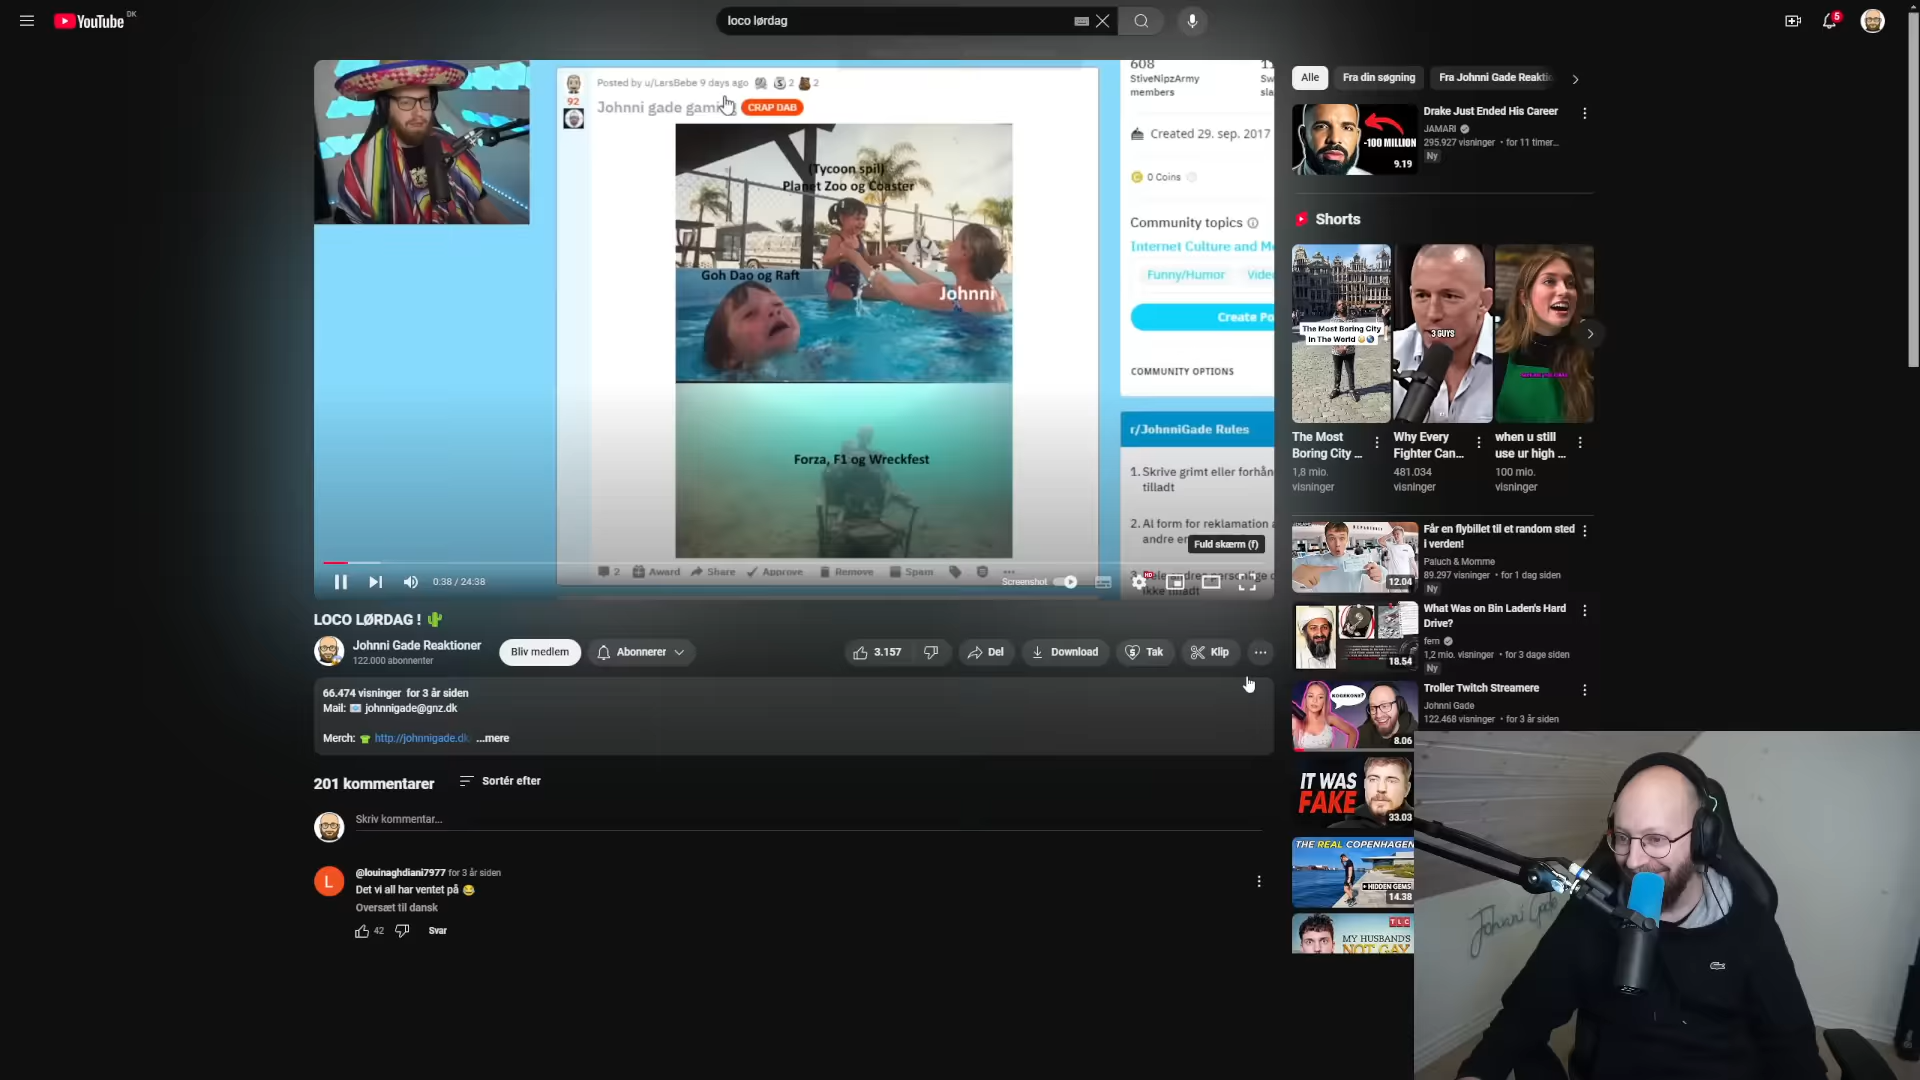 YouTube DK
loco lørdag
5
92
Posted by u/LarsBebe 9 days ago 2 2
Johnni gade gaming CRAP DAB
(Tycoon spil)
Planet Zoo og Coaster
Goh Dao og Raft
Johnni
Forza, F1 og Wreckfest
2 Award Share Approve Remove Spam
608
StiveNipzArmy
members
Created 29. sep. 2017
0 Coins
Community topics
Internet Culture and M
Funny/Humor
COMMUNITY OPTIONS
r/JohnniGade Rules
1. Skrive grimt eller forhån
tilladt
2. Al form for reklamation
andre
Fuld skærm (f)
0:38 / 24:38
Screenshot
HD
LOCO LØRDAG !
Johnni Gade Reaktioner
122.000 abonnenter
Bliv medlem
Abonnerer
3.157
Del
Download
Tak
Klip
66.474 visninger for 3 år siden
Mail: johnnigade@gnz.dk
Merch: http://johnnigade.dk ...mere
201 kommentarer
Sortér efter
Skriv kommentar...
L
@louinaghdiani7977 for 3 år siden
Det vi all har ventet på
Oversæt til dansk
42
Svar
Alle
Fra din søgning
Fra Johnni Gade Reaktio
-100 MILLION
9.19
Drake Just Ended His Career
JAMARI
295.927 visninger • for 11 timer...
Ny
Shorts
The Most Boring City
In The World
3 GUYS
The Most
Boring City ...
1,8 mio.
visninger
Why Every
Fighter Can...
481.034
visninger
when u still
use ur high ...
100 mio.
visninger
12.04
Får en flybillet til et random sted
i verden!
Paluch & Momme
89.297 visninger • for 1 dag siden
Ny
18.54
What Was on Bin Laden's Hard
Drive?
fern
1,2 mio. visninger • for 3 dage siden
Ny
8.06
Troller Twitch Streamere
Johnni Gade
122.468 visninger • for 3 år siden
IT WAS
FAKE
33.03
THE REAL COPENHAGEN
HIDDEN GEMS
14.38
TLC
MY HUSBAND'S
NOT GAY
Johnni Gade